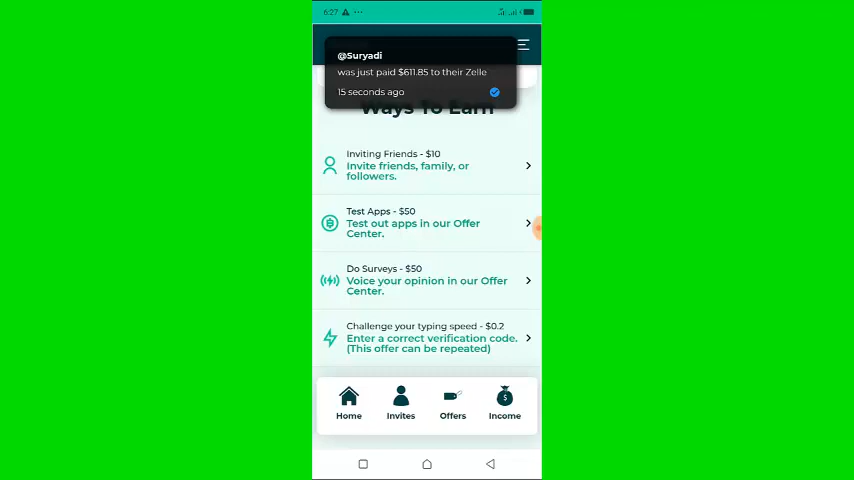 6:27
@Suryadi
was just paid $611.85 to their Zelle
15 seconds ago
Ways To Earn
Inviting Friends - $10
Invite friends, family, or
followers.
Test Apps - $50
Test out apps in our Offer
Center.
Do Surveys - $50
Voice your opinion in our Offer
Center.
Challenge your typing speed - $0.2
Enter a correct verification code.
(This offer can be repeated)
Home Invites Offers Income